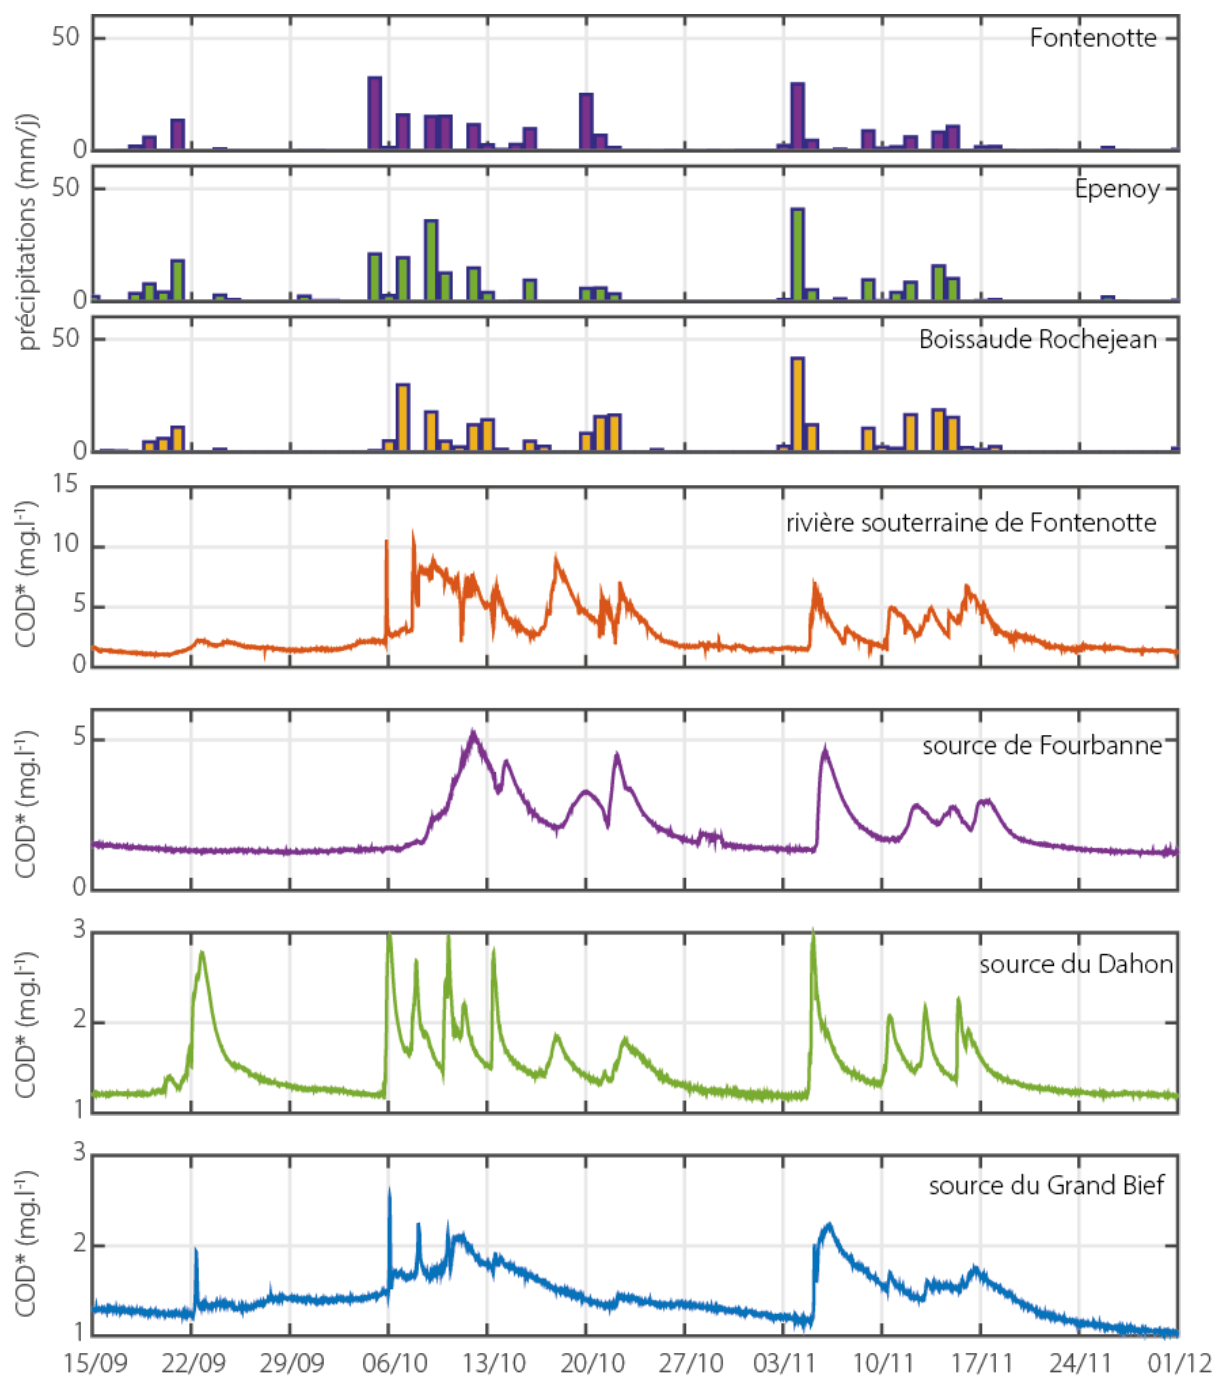 précipitations (mm/j)
50
0
Fontenotte
50
0
Epenoy
50
0
Boissaude Rochejean
COD* (mg.l⁻¹)
15
10
5
0
rivière souterraine de Fontenotte
COD* (mg.l⁻¹)
5
0
source de Fourbanne
COD* (mg.l⁻¹)
3
2
1
source du Dahon
COD* (mg.l⁻¹)
3
2
1
source du Grand Bief
15/09 22/09 29/09 06/10 13/10 20/10 27/10 03/11 10/11 17/11 24/11 01/12